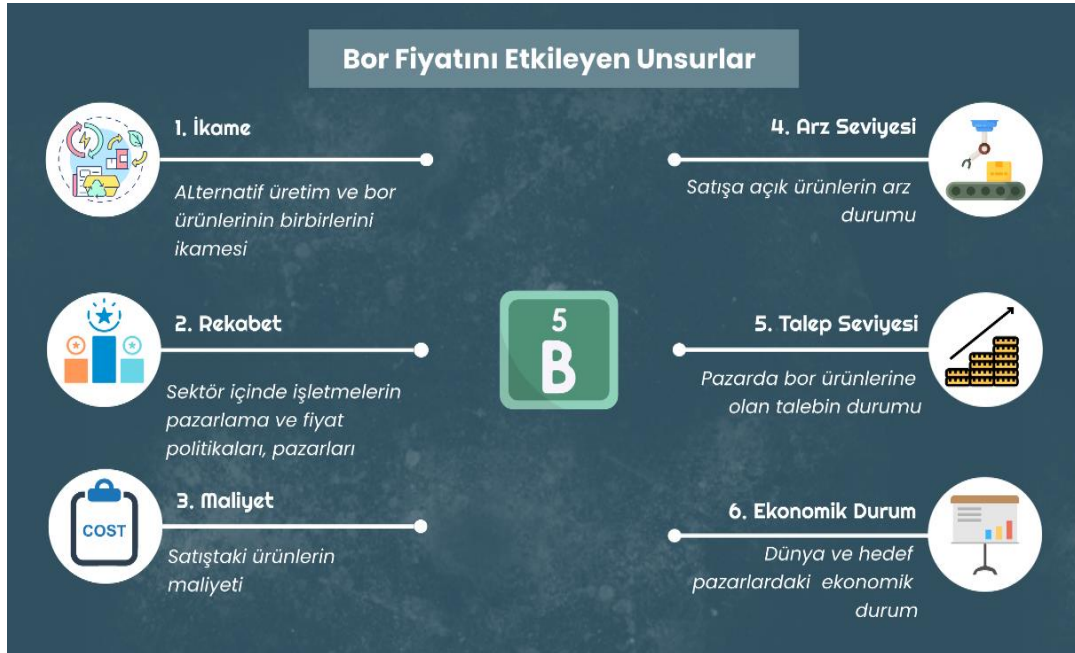 Bor Fiyatını Etkileyen Unsurlar
1. İkame
ALternatif üretim ve bor
ürünlerinin birbirlerini
ikamesi
2. Rekabet
Sektör içinde işletmelerin
pazarlama ve fiyat
politikaları, pazarları
COST
3. Maliyet
Satıştaki ürünlerin
maliyeti
5
B
4. Arz Seviyesi
Satışa açık ürünlerin arz
durumu
5. Talep Seviyesi
Pazarda bor ürünlerine
olan talebin durumu
6. Ekonomik Durum
Dünya ve hedef
pazarlardaki ekonomik
durum